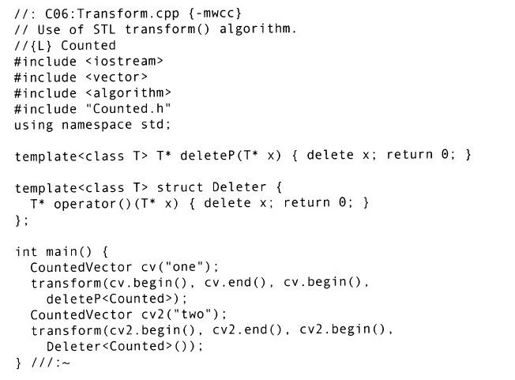 //: C06:Transform.cpp {-mwcc}
// Use of STL transform() algorithm.
//{L} Counted
#include <iostream>
#include <vector>
#include <algorithm>
#include "Counted.h"
using namespace std;

template<class T> T* deleteP(T* x) { delete x; return 0; }

template<class T> struct Deleter {
  T* operator()(T* x) { delete x; return 0; }
};

int main() {
  CountedVector cv("one");
  transform(cv.begin(), cv.end(), cv.begin(),
    deleteP<Counted>);
  CountedVector cv2("two");
  transform(cv2.begin(), cv2.end(), cv2.begin(),
    Deleter<Counted>());
} ///:~